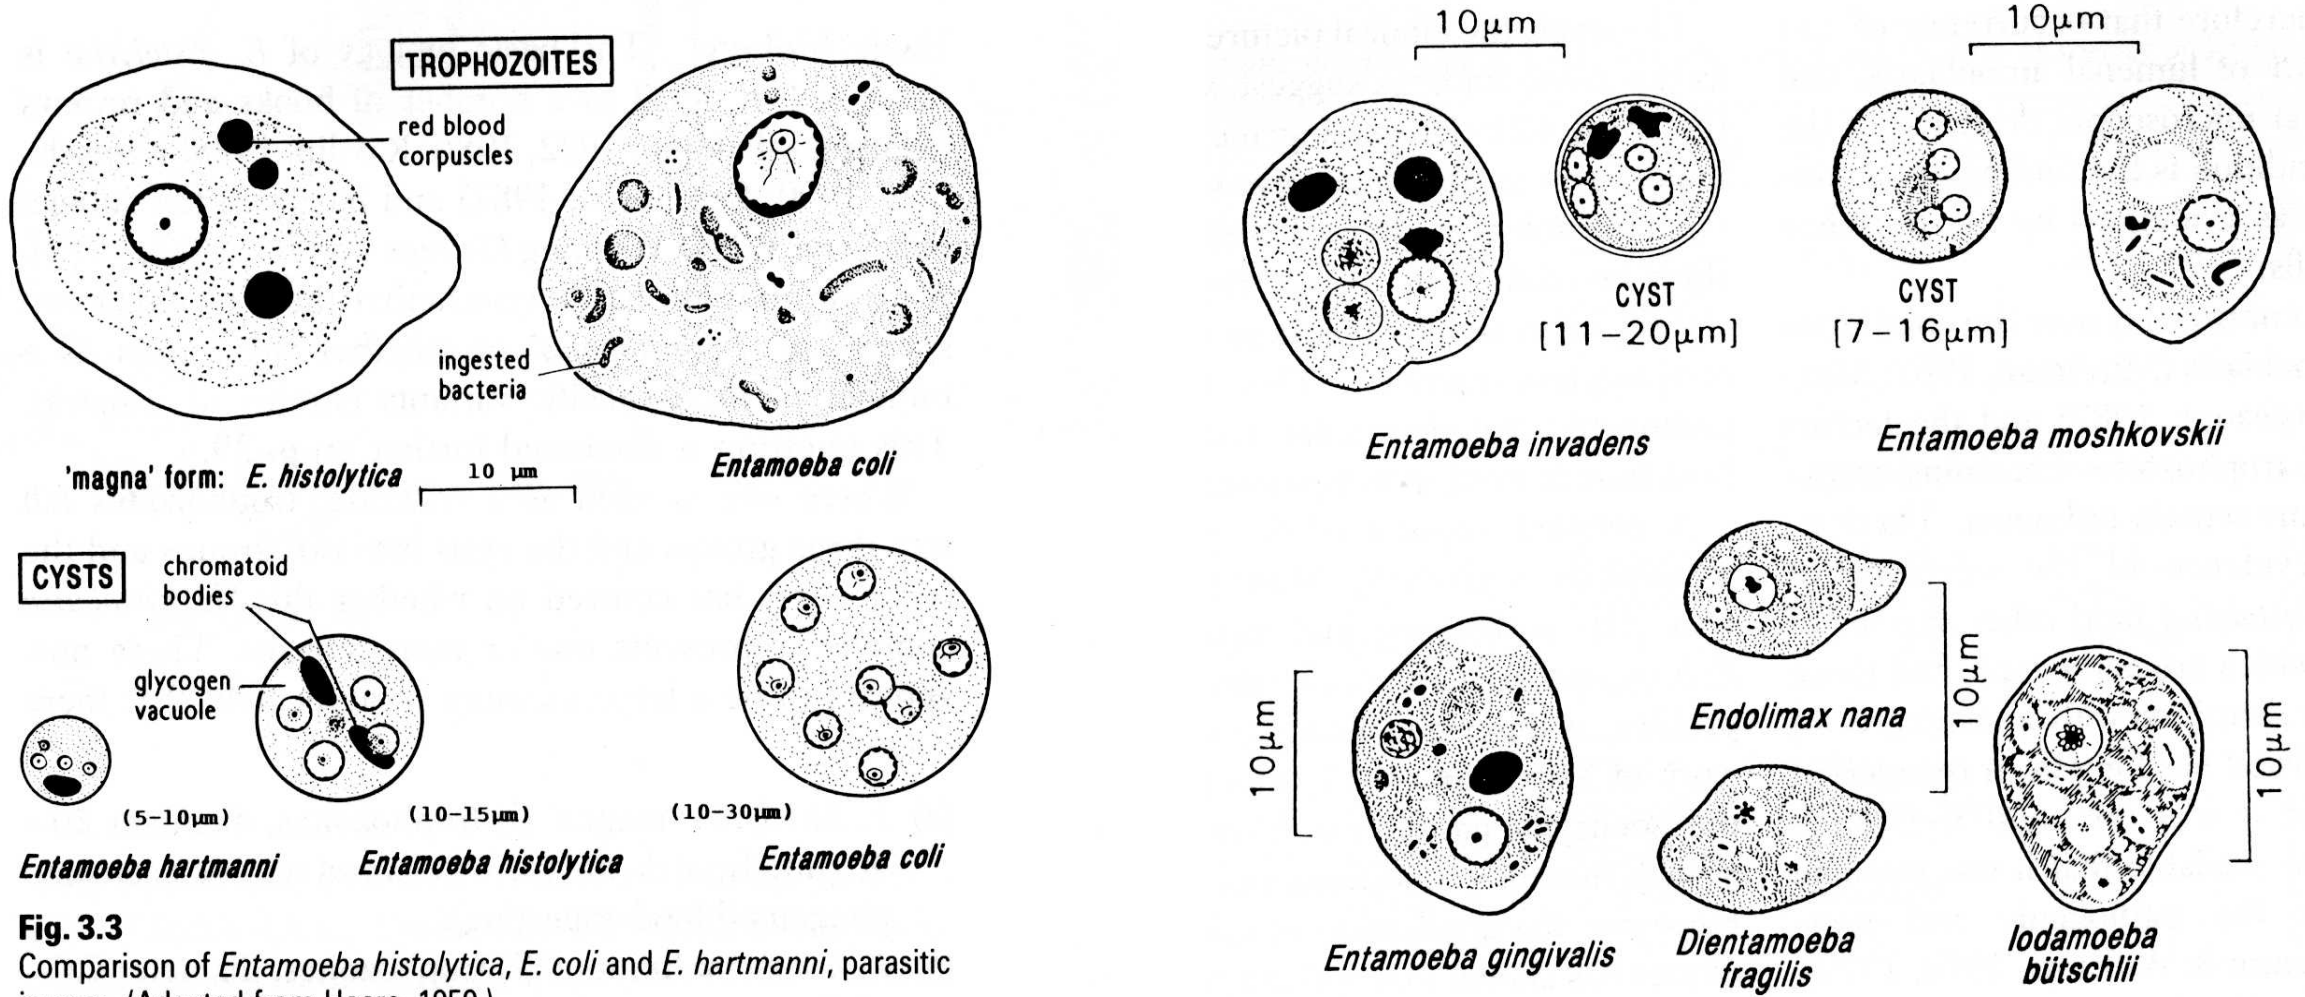 TROPHOZOITES
red blood
corpuscles
ingested
bacteria
'magna' form: E. histolytica
10 µm
Entamoeba coli
CYSTS
chromatoid
bodies
glycogen
vacuole
(5-10µm)
(10-15µm)
(10-30µm)
Entamoeba hartmanni
Entamoeba histolytica
Entamoeba coli
Fig. 3.3
Comparison of Entamoeba histolytica, E. coli and E. hartmanni, parasitic
10µm
10µm
CYST
[11-20µm]
CYST
[7-16µm]
Entamoeba invadens
Entamoeba moshkovskii
10µm
Entamoeba gingivalis
Endolimax nana
10µm
Dientamoeba
fragilis
10µm
Iodamoeba
bütschlii